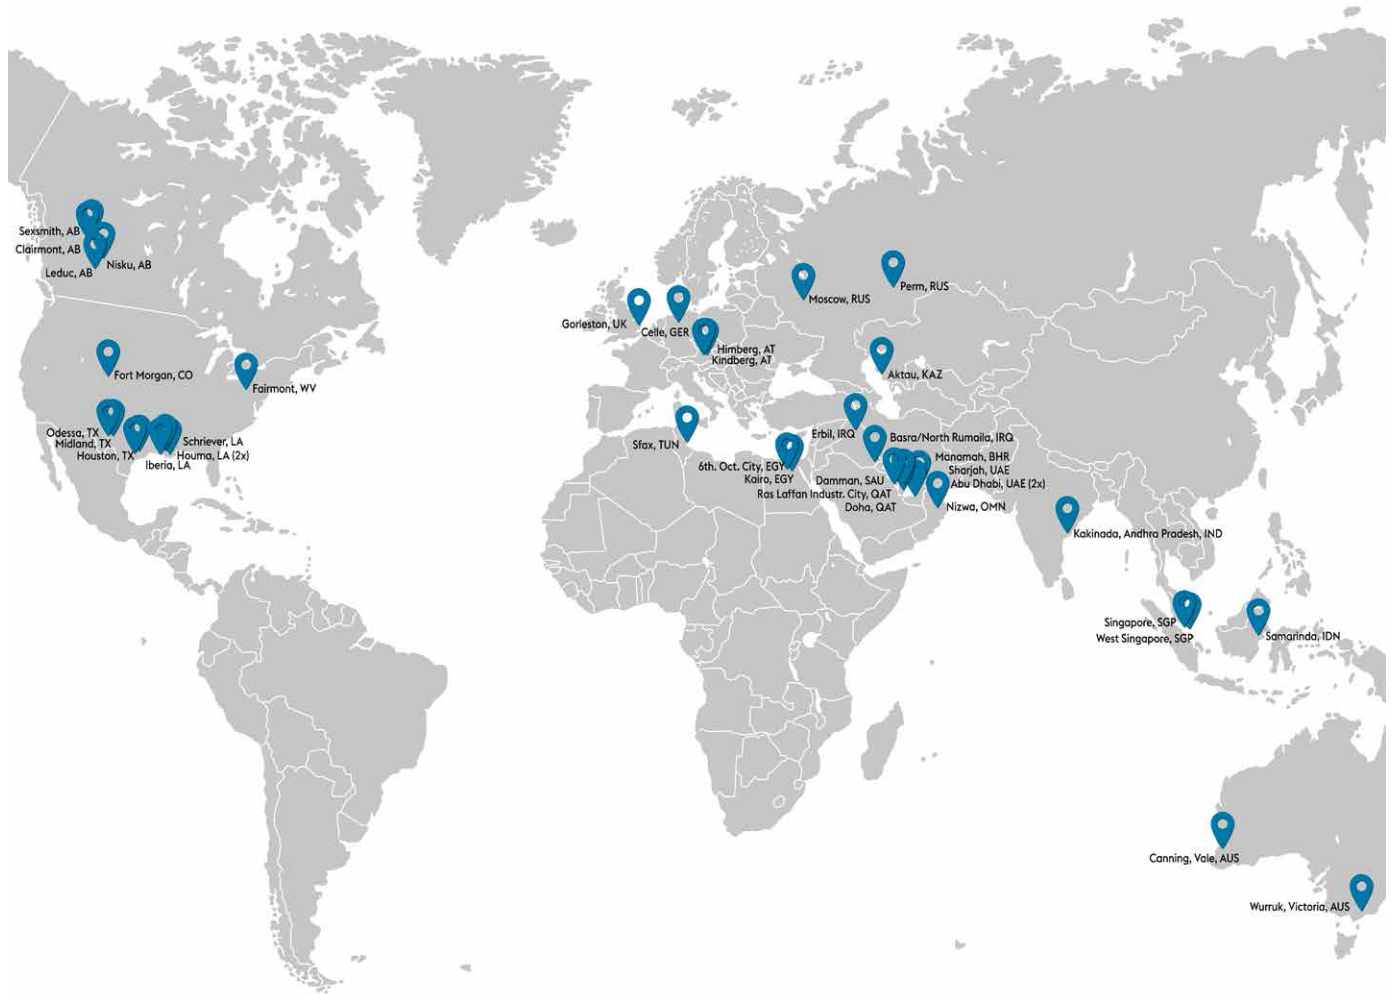 Sexsmith, AB
Clairmont, AB
Leduc, AB
Nisku, AB
Fort Morgan, CO
Fairmont, WV
Odessa, TX
Midland, TX
Houston, TX
Schriever, LA
Houma, LA (2x)
Iberia, LA
Gorleston, UK
Celle, GER
Himberg, AT
Kindberg, AT
Moscow, RUS
Perm, RUS
Aktau, KAZ
Sfax, TUN
Erbil, IRQ
Basra/North Rumaila, IRQ
6th. Oct. City, EGY
Kairo, EGY
Manamah, BHR
Sharjah, UAE
Abu Dhabi, UAE (2x)
Damman, SAU
Ras Laffan Industr. City, QAT
Doha, QAT
Nizwa, OMN
Kakinada, Andhra Pradesh, IND
Singapore, SGP
West Singapore, SGP
Samarinda, IDN
Canning, Vale, AUS
Wurruk, Victoria, AUS